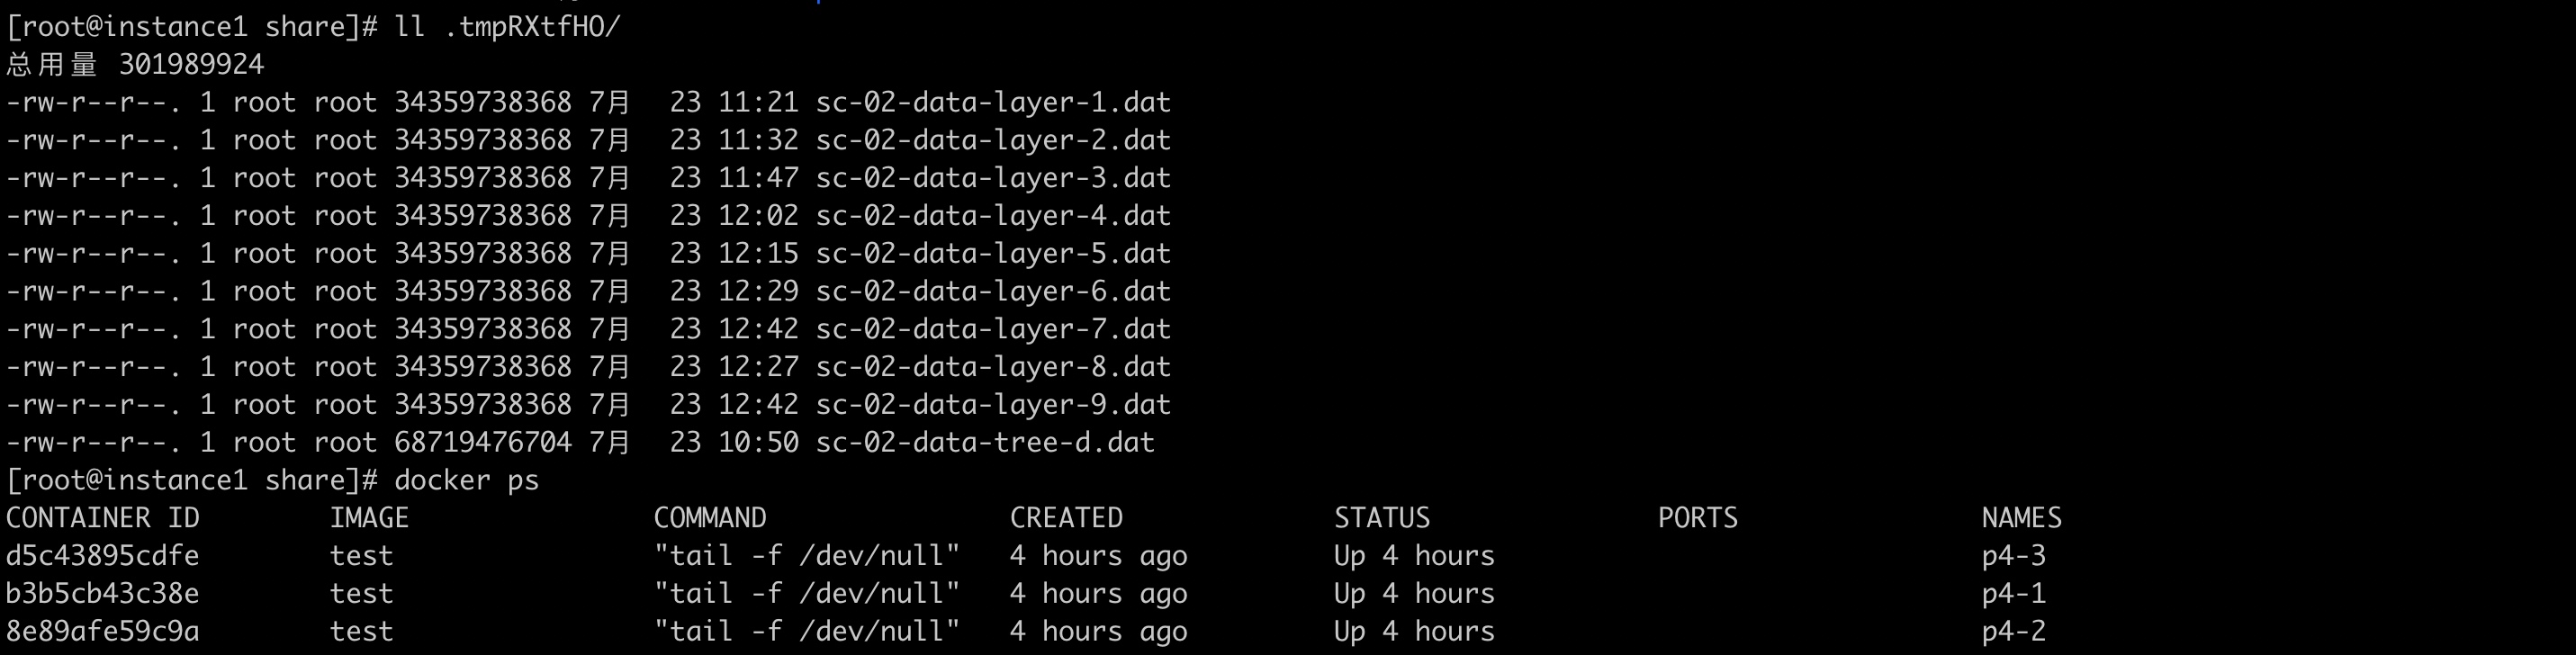 [root@instance1 share]# ll .tmpRXtfHO/
总用量 301989924
-rw-r--r--. 1 root root 34359738368 7月  23 11:21 sc-02-data-layer-1.dat
-rw-r--r--. 1 root root 34359738368 7月  23 11:32 sc-02-data-layer-2.dat
-rw-r--r--. 1 root root 34359738368 7月  23 11:47 sc-02-data-layer-3.dat
-rw-r--r--. 1 root root 34359738368 7月  23 12:02 sc-02-data-layer-4.dat
-rw-r--r--. 1 root root 34359738368 7月  23 12:15 sc-02-data-layer-5.dat
-rw-r--r--. 1 root root 34359738368 7月  23 12:29 sc-02-data-layer-6.dat
-rw-r--r--. 1 root root 34359738368 7月  23 12:42 sc-02-data-layer-7.dat
-rw-r--r--. 1 root root 34359738368 7月  23 12:27 sc-02-data-layer-8.dat
-rw-r--r--. 1 root root 34359738368 7月  23 12:42 sc-02-data-layer-9.dat
-rw-r--r--. 1 root root 68719476704 7月  23 10:50 sc-02-data-tree-d.dat
[root@instance1 share]# docker ps
CONTAINER ID        IMAGE               COMMAND               CREATED             STATUS              PORTS               NAMES
d5c43895cdfe        test                "tail -f /dev/null"   4 hours ago         Up 4 hours                              p4-3
b3b5cb43c38e        test                "tail -f /dev/null"   4 hours ago         Up 4 hours                              p4-1
8e89afe59c9a        test                "tail -f /dev/null"   4 hours ago         Up 4 hours                              p4-2